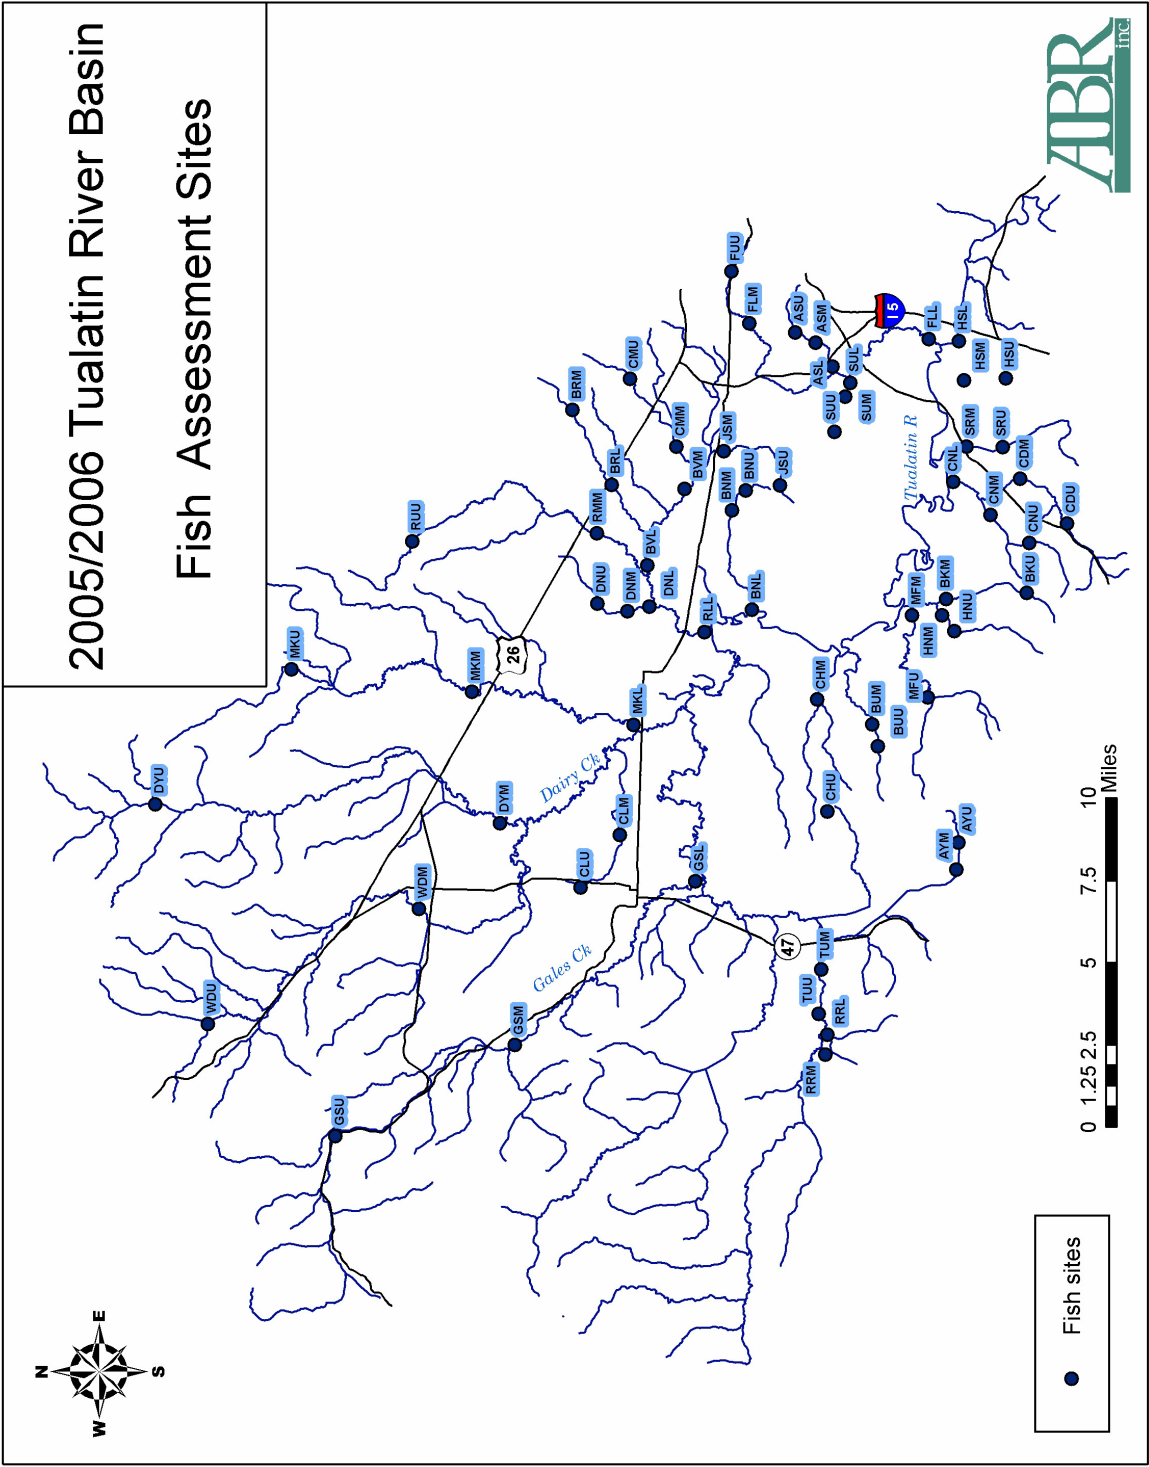 2005/2006 Tualatin River Basin
Fish Assessment Sites
ABR
inc.
N
W
E
S
DYU
MKU
RUU
WDU
MKM
26
GSU
WDM
DYM
Dairy Ck
GSM
Gales Ck
CLU
CLM
MKL
GSL
BRM
CMU
BRL
CMM
RMM
BVM
JSM
BVL
DNU
DNM
DNL
RLL
BNM
BNU
JSU
BNL
FUU
FLM
ASU
ASM
ASL
SUL
SUU
SUM
I 5
FLL
HSL
HSM
HSU
Tualatin R
SRM
SRU
CNL
CDM
CNM
CNU
CDU
MFM
BKM
BKU
HNM
HNU
MFU
CHM
BUM
BUU
CHU
AYM
AYU
47
TUM
TUU
RRL
RRM
0 1.25 2.5 5 7.5 10
Miles
Fish sites